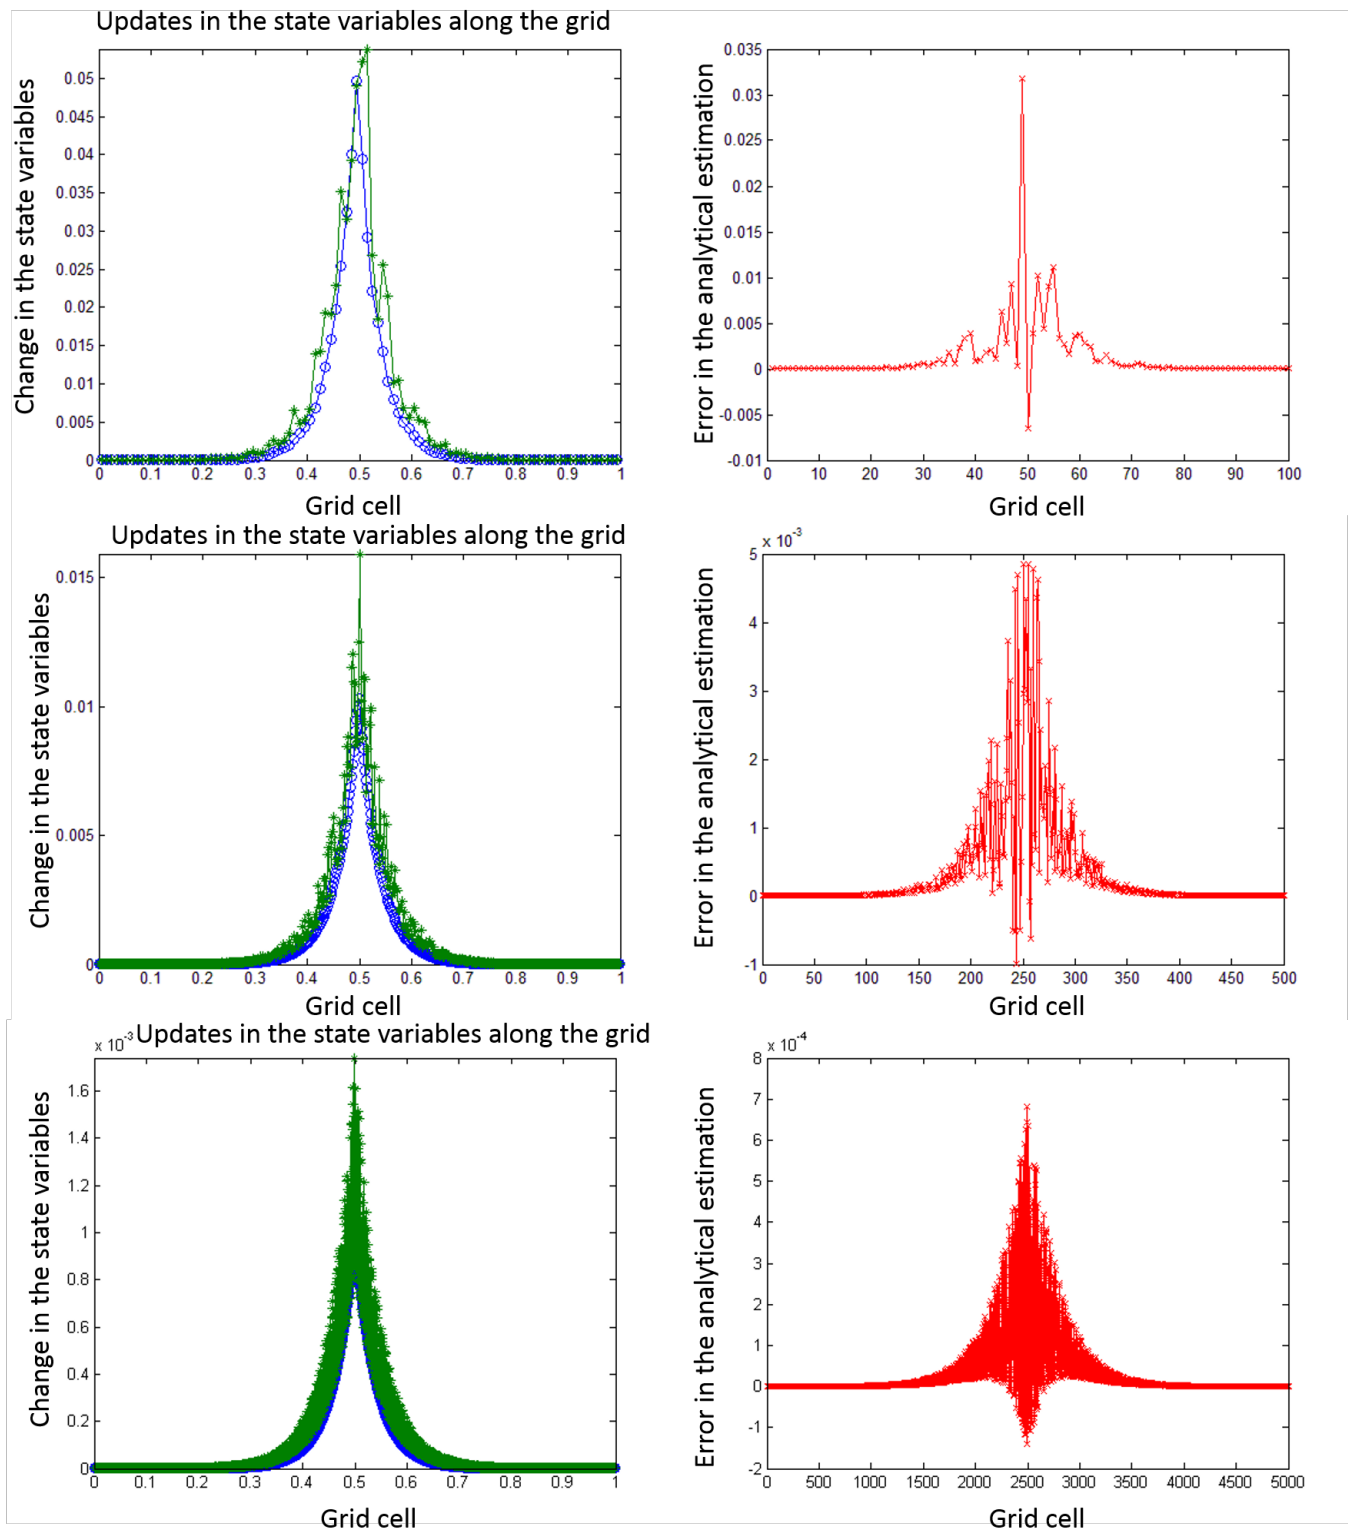 Updates in the state variables along the grid
Change in the state variables
0.05
0.045
0.04
0.035
0.03
0.025
0.02
0.015
0.01
0.005
0
0 0.1 0.2 0.3 0.4 0.5 0.6 0.7 0.8 0.9 1
Grid cell
Error in the analytical estimation
0.035
0.03
0.025
0.02
0.015
0.01
0.005
0
-0.005
-0.01
0 10 20 30 40 50 60 70 80 90 100
Grid cell
Updates in the state variables along the grid
Change in the state variables
0.015
0.01
0.005
0
0 0.1 0.2 0.3 0.4 0.5 0.6 0.7 0.8 0.9 1
Grid cell
Error in the analytical estimation
x 10⁻³
5
4
3
2
1
0
-1
0 50 100 150 200 250 300 350 400 450 500
Grid cell
Updates in the state variables along the grid
x 10⁻³
Change in the state variables
1.6
1.4
1.2
1
0.8
0.6
0.4
0.2
0
0 0.1 0.2 0.3 0.4 0.5 0.6 0.7 0.8 0.9 1
Grid cell
Error in the analytical estimation
x 10⁻⁴
8
7
6
5
4
3
2
1
0
-1
-2
0 500 1000 1500 2000 2500 3000 3500 4000 4500 5000
Grid cell